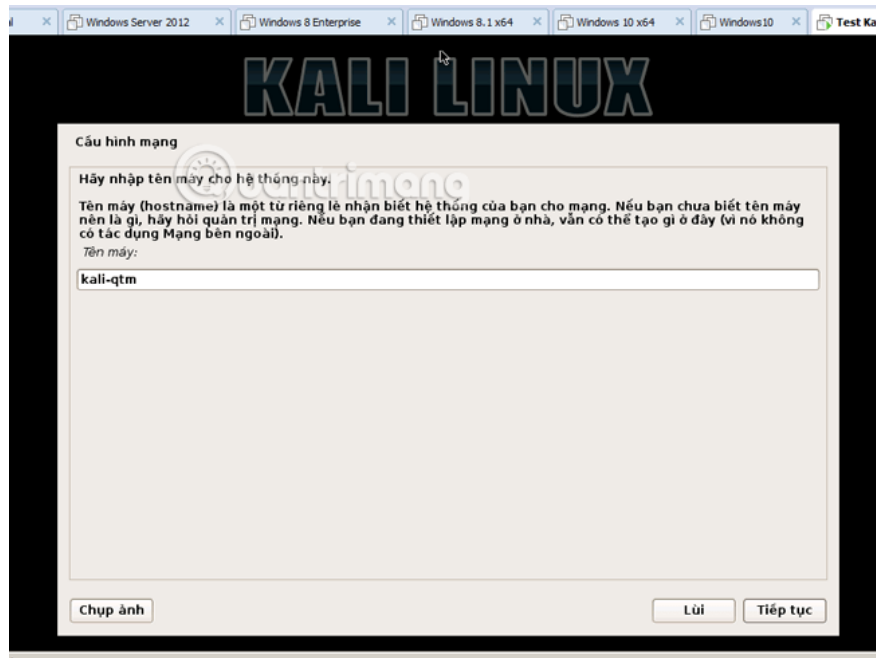 Windows Server 2012
Windows 8 Enterprise
Windows 8.1 x64
Windows 10 x64
Windows10
Test Ka
KALI LINUX
Cấu hình mạng
Hãy nhập tên máy cho hệ thống này.
Quantrimang
Tên máy (hostname) là một từ riêng lẻ nhận biết hệ thống của bạn cho mạng. Nếu bạn chưa biết tên máy
nên là gì, hãy hỏi quản trị mạng. Nếu bạn đang thiết lập mạng ở nhà, vẫn có thể tạo gì ở đây (vì nó không
có tác dụng Mạng bên ngoài).
Tên máy:
kali-qtm
Chụp ảnh
Lùi
Tiếp tục